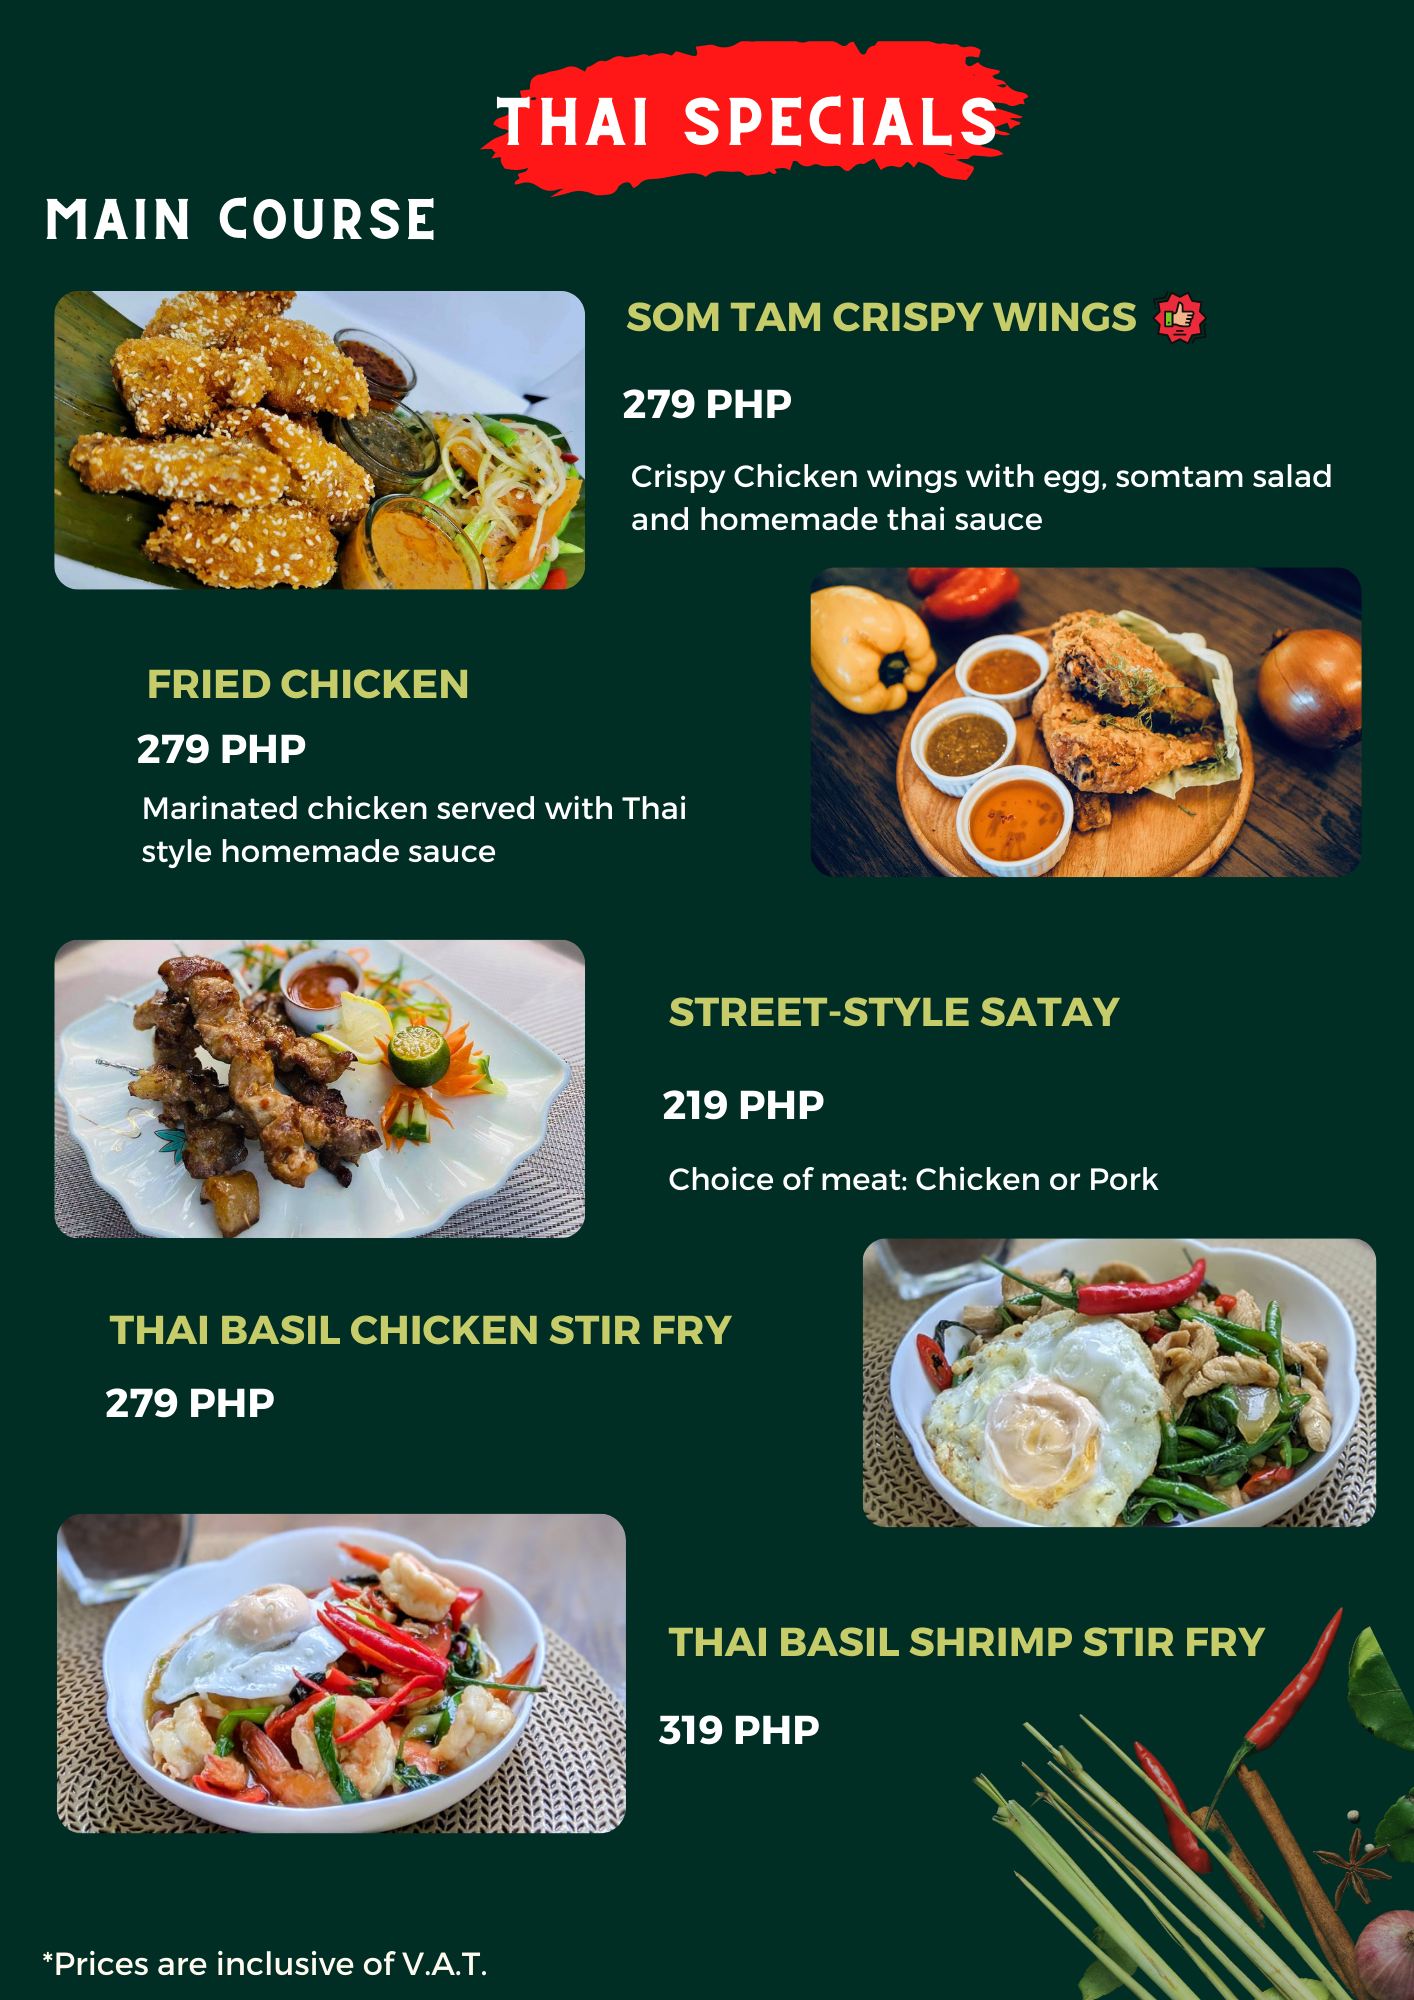 THAI SPECIALS
MAIN COURSE
SOM TAM CRISPY WINGS
279 PHP
Crispy Chicken wings with egg, somtam salad
and homemade thai sauce
FRIED CHICKEN
279 PHP
Marinated chicken served with Thai
style homemade sauce
STREET-STYLE SATAY
219 PHP
Choice of meat: Chicken or Pork
THAI BASIL CHICKEN STIR FRY
279 PHP
THAI BASIL SHRIMP STIR FRY
319 PHP
*Prices are inclusive of V.A.T.